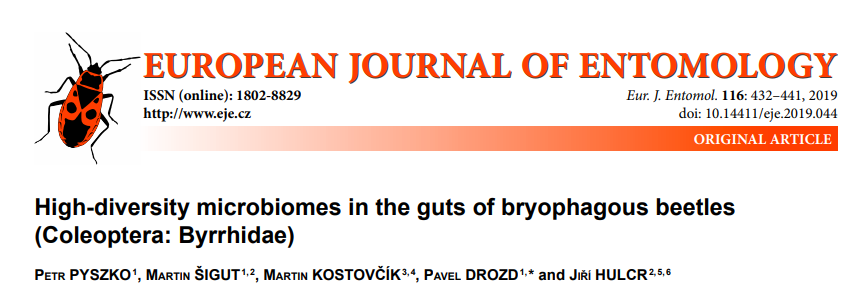 EUROPEAN JOURNAL OF ENTOMOLOGY
ISSN (online): 1802-8829
http://www.eje.cz
Eur. J. Entomol. 116: 432–441, 2019
doi: 10.14411/eje.2019.044
ORIGINAL ARTICLE
High-diversity microbiomes in the guts of bryophagous beetles
(Coleoptera: Byrrhidae)
Petr PYSZKO¹, Martin ŠIGUT¹,², Martin KOSTOVČÍK³,⁴, Pavel DROZD¹,* and Jiří HULCR²,⁵,⁶